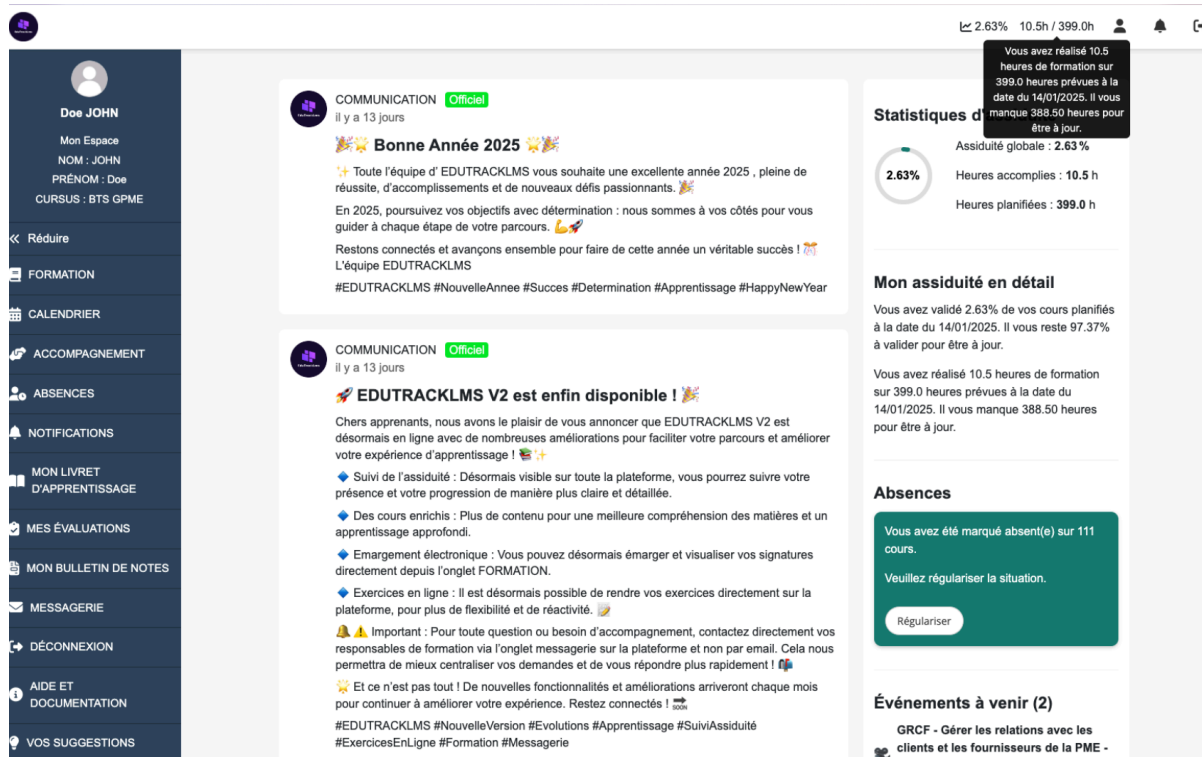 2.63% 10.5h / 399.0h
Vous avez réalisé 10.5
heures de formation sur
399.0 heures prévues à la
date du 14/01/2025. Il vous
manque 388.50 heures pour
être à jour.
Doe JOHN
Mon Espace
NOM : JOHN
PRÉNOM : Doe
CURSUS : BTS GPME
Réduire
FORMATION
CALENDRIER
ACCOMPAGNEMENT
ABSENCES
NOTIFICATIONS
MON LIVRET
D'APPRENTISSAGE
MES ÉVALUATIONS
MON BULLETIN DE NOTES
MESSAGERIE
DÉCONNEXION
AIDE ET
DOCUMENTATION
VOS SUGGESTIONS
COMMUNICATION Officiel
il y a 13 jours
🎉🌟 Bonne Année 2025 🌟🎉
✨ Toute l'équipe d' EDUTRACKLMS vous souhaite une excellente année 2025 , pleine de
réussite, d'accomplissements et de nouveaux défis passionnants. 🎉
En 2025, poursuivez vos objectifs avec détermination : nous sommes à vos côtés pour vous
guider à chaque étape de votre parcours. 💪🚀
Restons connectés et avançons ensemble pour faire de cette année un véritable succès ! 🎊
L'équipe EDUTRACKLMS
#EDUTRACKLMS #NouvelleAnnee #Succes #Determination #Apprentissage #HappyNewYear
COMMUNICATION Officiel
il y a 13 jours
🚀 EDUTRACKLMS V2 est enfin disponible ! 🎉
Chers apprenants, nous avons le plaisir de vous annoncer que EDUTRACKLMS V2 est
désormais en ligne avec de nombreuses améliorations pour faciliter votre parcours et améliorer
votre expérience d'apprentissage ! 📚✨
🔹 Suivi de l'assiduité : Désormais visible sur toute la plateforme, vous pourrez suivre votre
présence et votre progression de manière plus claire et détaillée.
🔹 Des cours enrichis : Plus de contenu pour une meilleure compréhension des matières et un
apprentissage approfondi.
🔹 Emargement électronique : Vous pouvez désormais émarger et visualiser vos signatures
directement depuis l'onglet FORMATION.
🔹 Exercices en ligne : Il est désormais possible de rendre vos exercices directement sur la
plateforme, pour plus de flexibilité et de réactivité. 📝
🔔 ⚠️ Important : Pour toute question ou besoin d'accompagnement, contactez directement vos
responsables de formation via l'onglet messagerie sur la plateforme et non par email. Cela nous
permettra de mieux centraliser vos demandes et de vous répondre plus rapidement ! 📬
🌟 Et ce n'est pas tout ! De nouvelles fonctionnalités et améliorations arriveront chaque mois
pour continuer à améliorer votre expérience. Restez connectés ! 🔜
#EDUTRACKLMS #NouvelleVersion #Evolutions #Apprentissage #SuiviAssiduité
#ExercicesEnLigne #Formation #Messagerie
Statistiques
2.63%
Assiduité globale : 2.63 %
Heures accomplies : 10.5 h
Heures planifiées : 399.0 h
Mon assiduité en détail
Vous avez validé 2.63% de vos cours planifiés
à la date du 14/01/2025. Il vous reste 97.37%
à valider pour être à jour.
Vous avez réalisé 10.5 heures de formation
sur 399.0 heures prévues à la date du
14/01/2025. Il vous manque 388.50 heures
pour être à jour.
Absences
Vous avez été marqué absent(e) sur 111
cours.
Veuillez régulariser la situation.
Régulariser
Événements à venir (2)
GRCF - Gérer les relations avec les
clients et les fournisseurs de la PME -